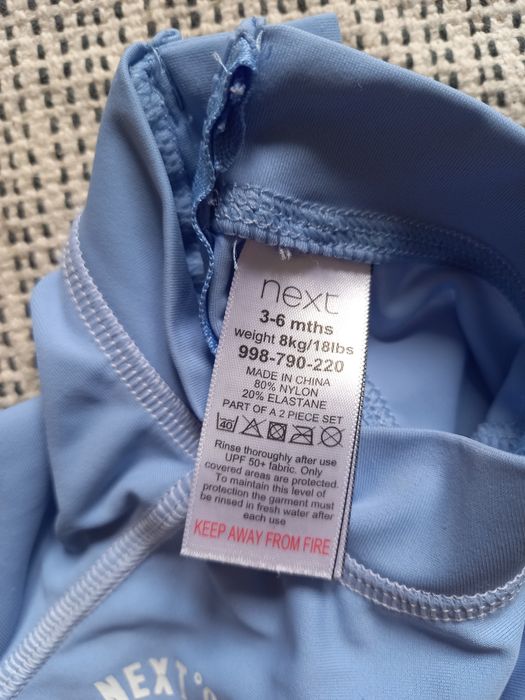 next
3-6 mths
weight 8kg/18lbs
998-790-220
MADE IN CHINA
80% NYLON
20% ELASTANE
PART OF A 2 PIECE SET
40
Rinse thoroughly after use
UPF 50+ fabric. Only
covered areas are protected.
To maintain this level of
protection the garment must
be rinsed in fresh water after
each use
KEEP AWAY FROM FIRE
NEXT